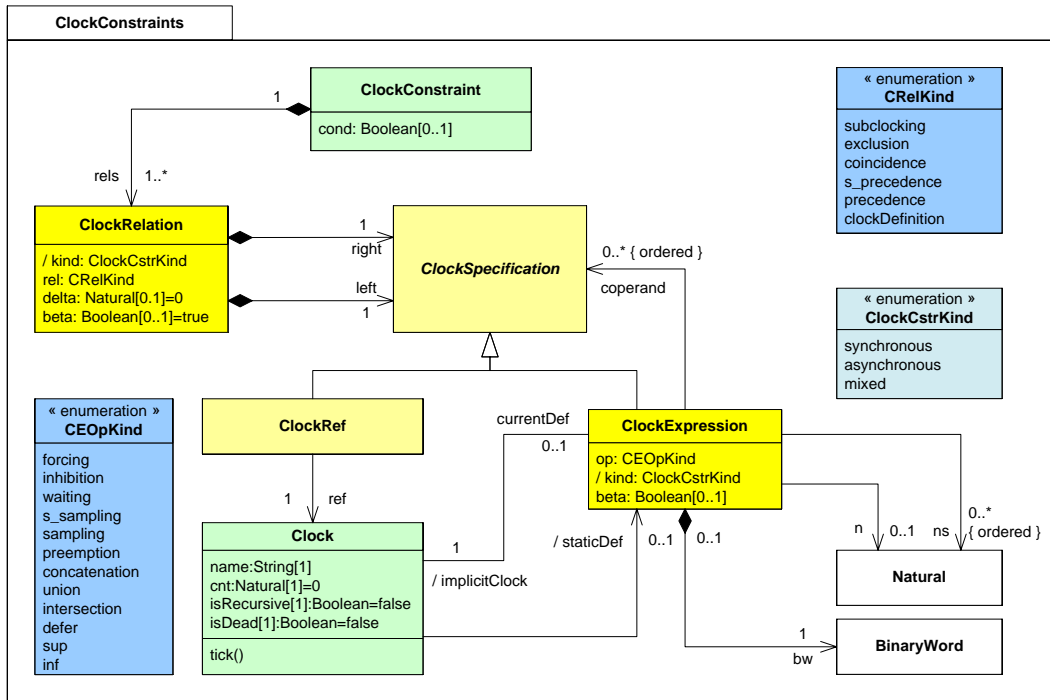 ClockConstraints
ClockConstraint
cond: Boolean[0..1]
1
rels
1..*
« enumeration »
CRelKind
subclocking
exclusion
coincidence
s_precedence
precedence
clockDefinition
ClockRelation
/ kind: ClockCstrKind
rel: CRelKind
delta: Natural[0.1]=0
beta: Boolean[0..1]=true
1
right
left
1
ClockSpecification
0..* { ordered }
coperand
« enumeration »
ClockCstrKind
synchronous
asynchronous
mixed
« enumeration »
CEOpKind
forcing
inhibition
waiting
s_sampling
sampling
preemption
concatenation
union
intersection
defer
sup
inf
ClockRef
1
ref
currentDef
0..1
ClockExpression
op: CEOpKind
/ kind: ClockCstrKind
beta: Boolean[0..1]
Clock
name:String[1]
cnt:Natural[1]=0
isRecursive[1]:Boolean=false
isDead[1]:Boolean=false
tick()
1
/ implicitClock
/ staticDef
0..1
0..1
n
0..1
ns
0..*
{ ordered }
Natural
1
bw
BinaryWord